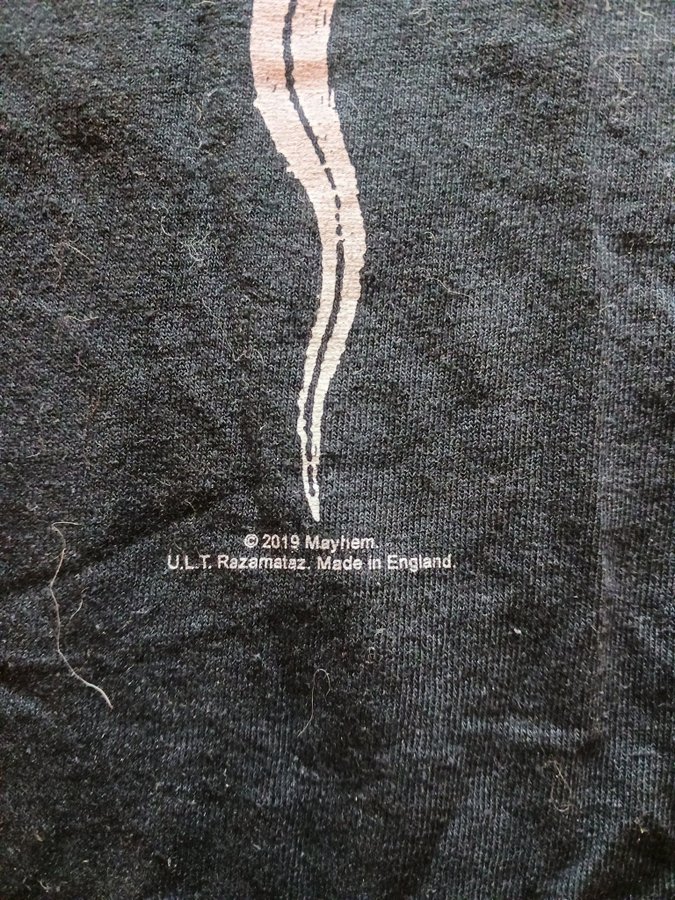 © 2019 Mayhem.
U.L.T. Razamataz. Made in England.